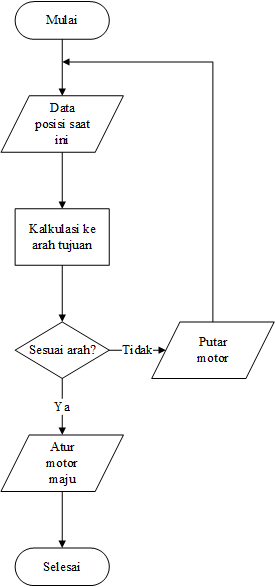 Mulai
Data
posisi saat
ini
Kalkulasi ke
arah tujuan
Sesuai arah?
Tidak
Putar
motor
Ya
Atur
motor
maju
Selesai